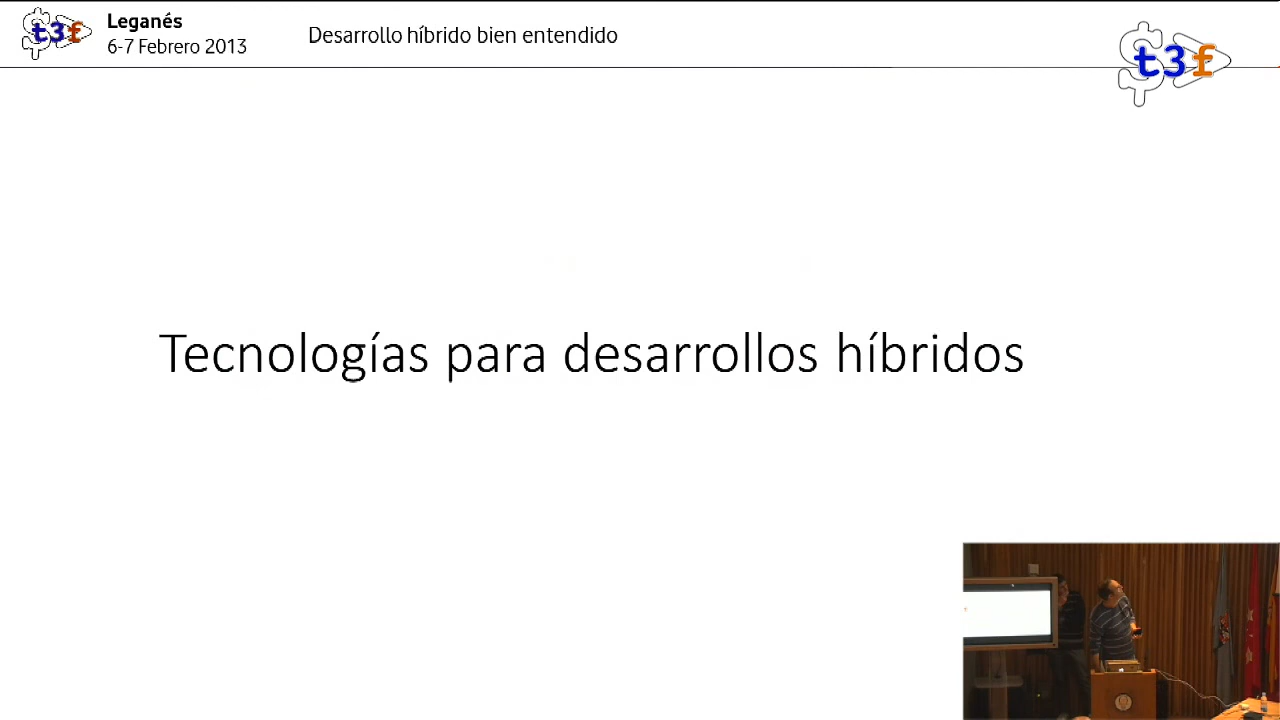 t3f
Leganés
6-7 Febrero 2013
Desarrollo híbrido bien entendido
t3f
Tecnologías para desarrollos híbridos